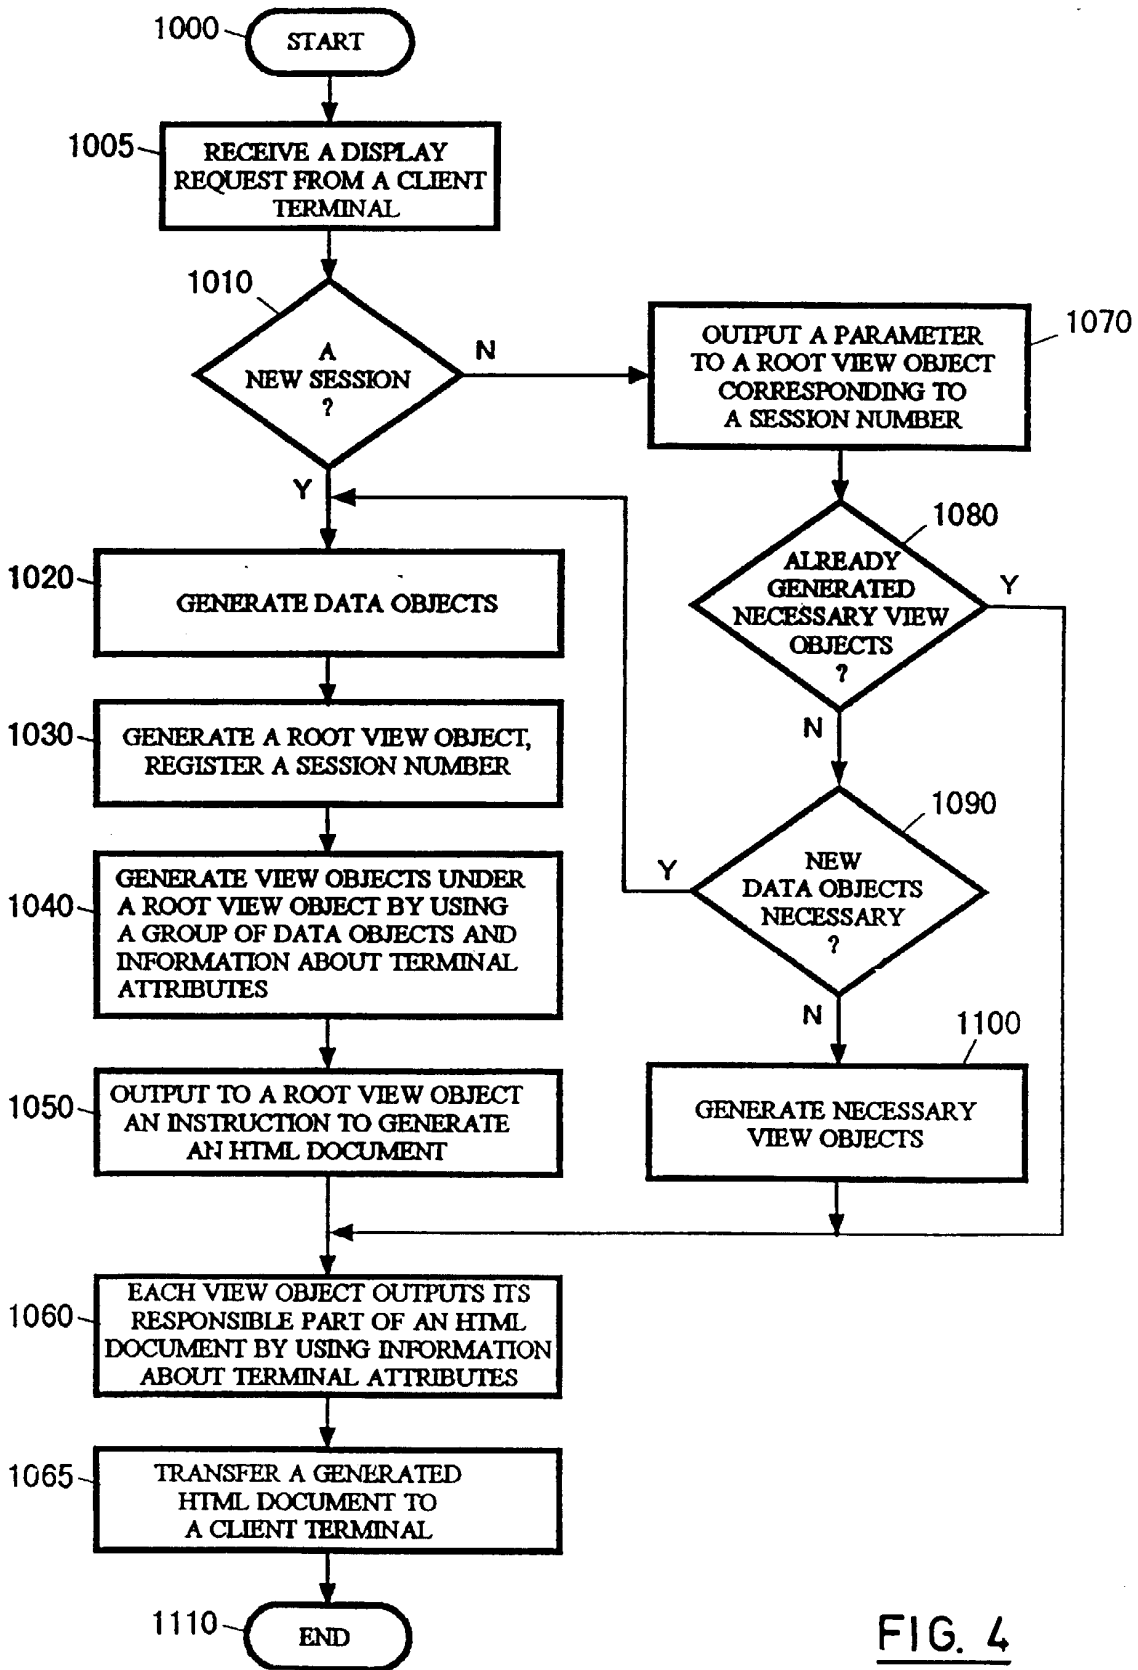 1000
START
1005
RECEIVE A DISPLAY
REQUEST FROM A CLIENT
TERMINAL
1010
A
NEW SESSION
?
N
Y
1070
OUTPUT A PARAMETER
TO A ROOT VIEW OBJECT
CORRESPONDING TO
A SESSION NUMBER
1080
ALREADY
GENERATED
NECESSARY VIEW
OBJECTS
?
Y
N
1020
GENERATE DATA OBJECTS
1030
GENERATE A ROOT VIEW OBJECT,
REGISTER A SESSION NUMBER
1090
NEW
DATA OBJECTS
NECESSARY
?
Y
N
1040
GENERATE VIEW OBJECTS UNDER
A ROOT VIEW OBJECT BY USING
A GROUP OF DATA OBJECTS AND
INFORMATION ABOUT TERMINAL
ATTRIBUTES
1100
GENERATE NECESSARY
VIEW OBJECTS
1050
OUTPUT TO A ROOT VIEW OBJECT
AN INSTRUCTION TO GENERATE
AN HTML DOCUMENT
1060
EACH VIEW OBJECT OUTPUTS ITS
RESPONSIBLE PART OF AN HTML
DOCUMENT BY USING INFORMATION
ABOUT TERMINAL ATTRIBUTES
1065
TRANSFER A GENERATED
HTML DOCUMENT TO
A CLIENT TERMINAL
1110
END
FIG. 4